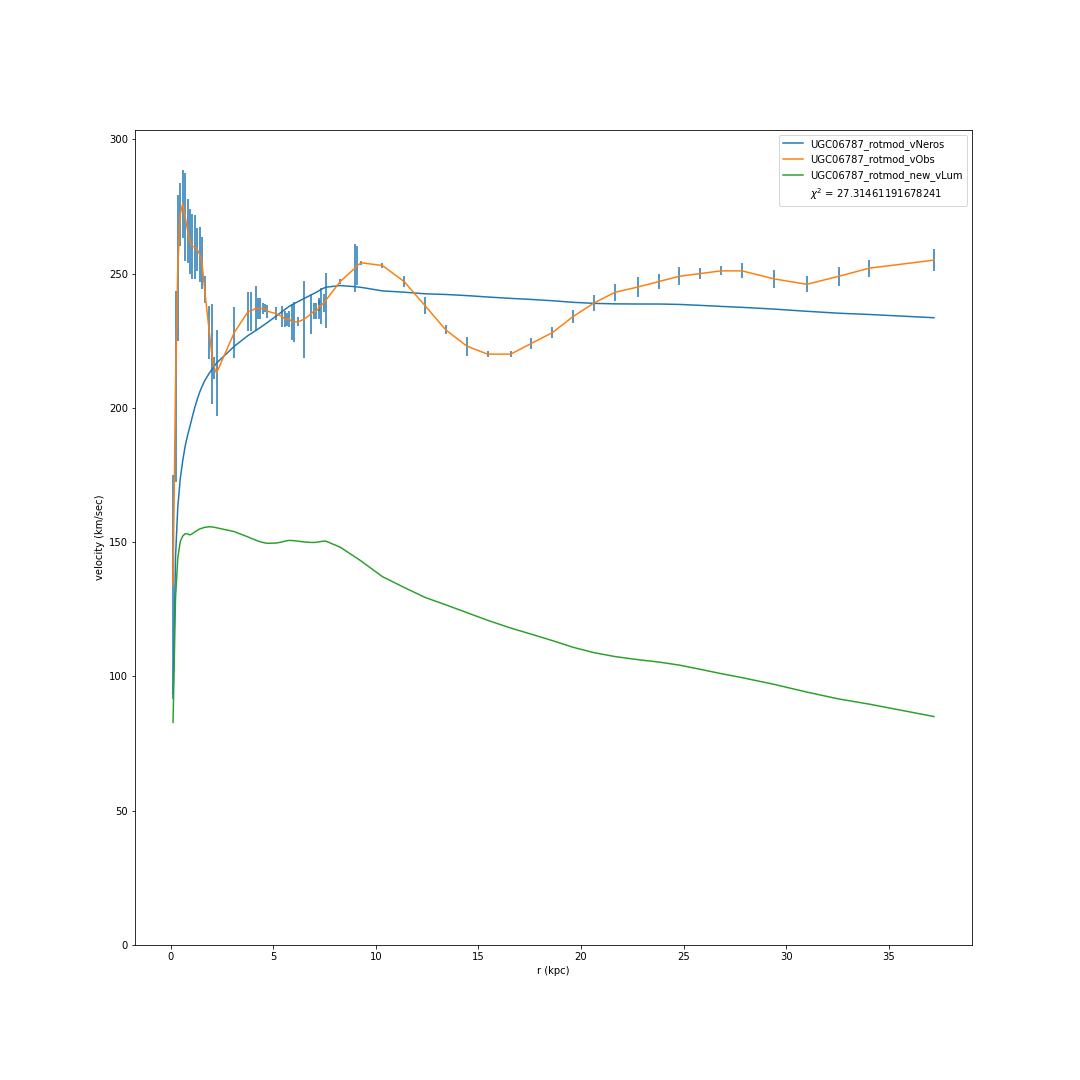 300
250
200
150
100
50
0
velocity (km/sec)
UGC06787_rotmod_vNeros
UGC06787_rotmod_vObs
UGC06787_rotmod_new_vLum
χ² = 27.31461191678241
0 5 10 15 20 25 30 35
r (kpc)